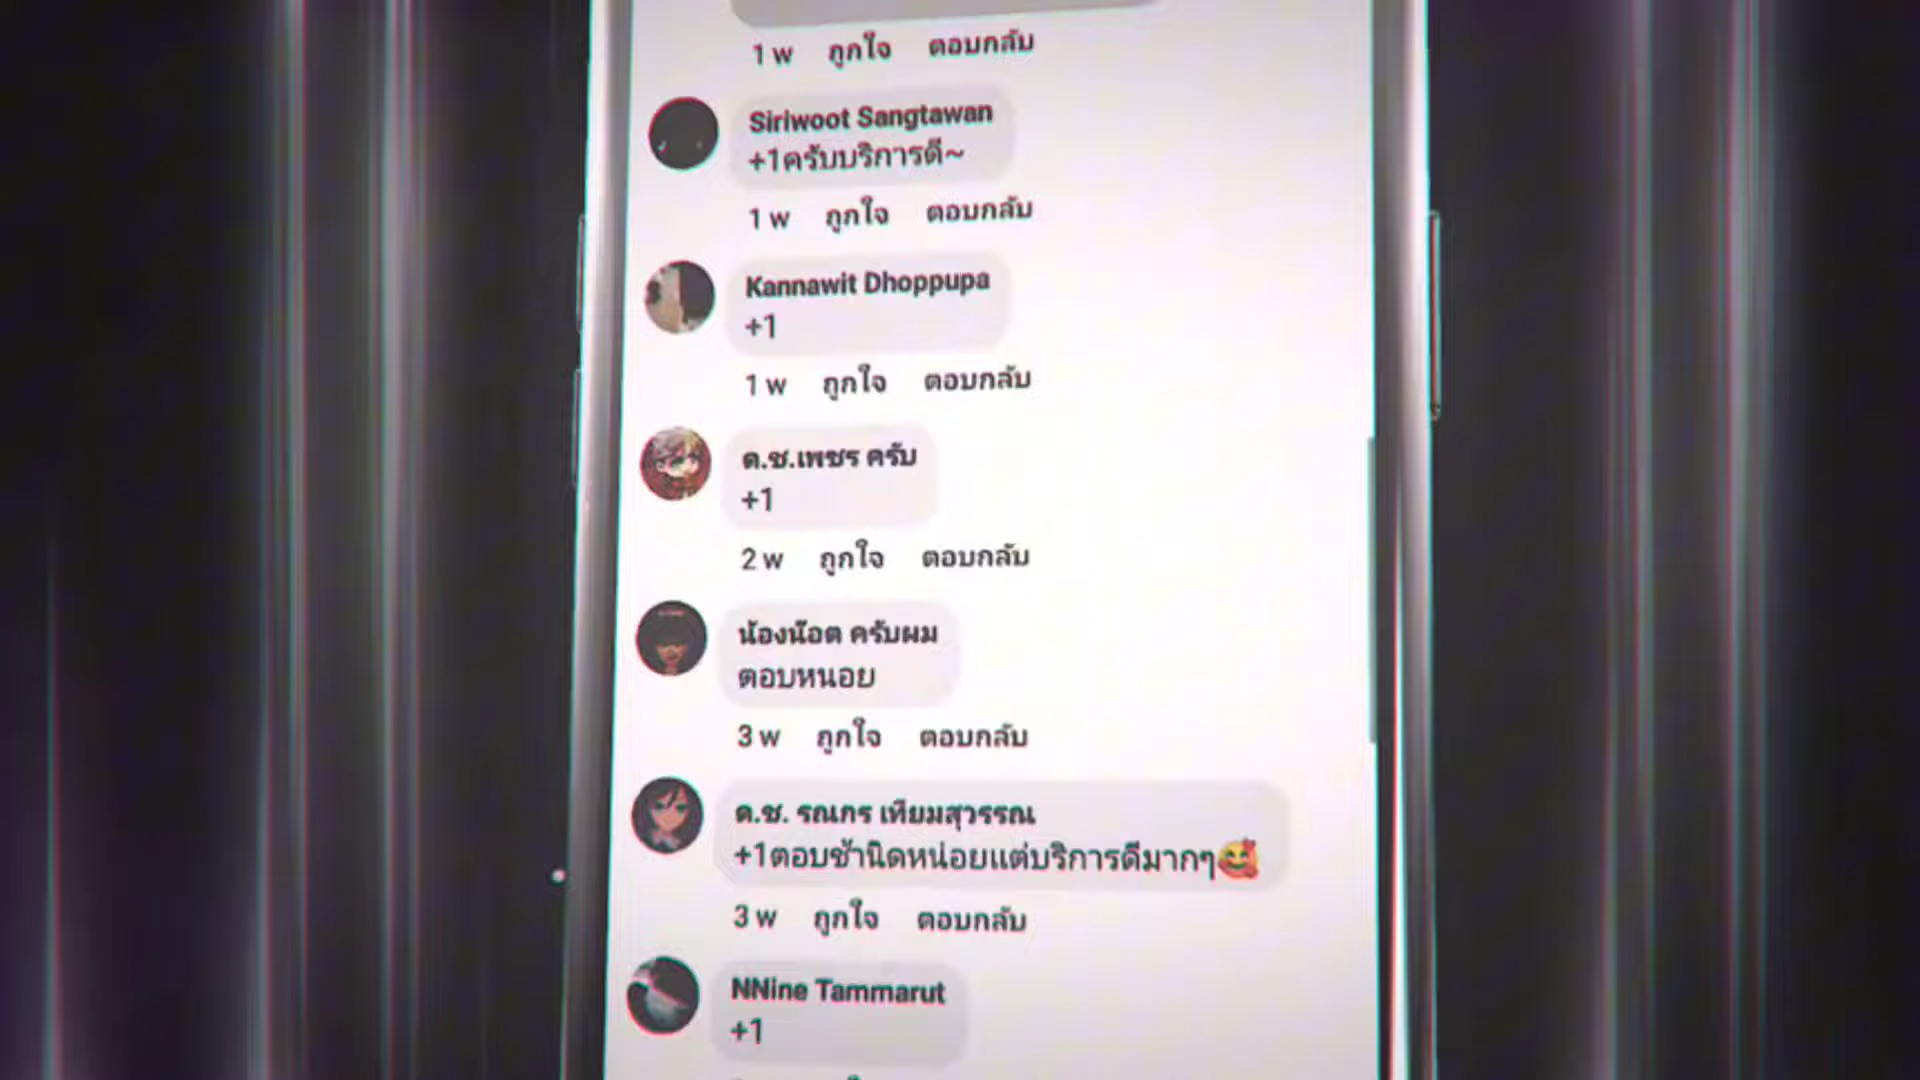 1 w ถูกใจ ตอบกลับ
Siriwoot Sangtawan
+1ครับบริการดี~
1 w ถูกใจ ตอบกลับ
Kannawit Dhoppupa
+1
1 w ถูกใจ ตอบกลับ
ด.ช.เพชร ครับ
+1
2 w ถูกใจ ตอบกลับ
น้องน๊อต ครับผม
ตอบหนอย
3 w ถูกใจ ตอบกลับ
ด.ช. รณกร เทียมสุวรรณ
+1ตอบช้านิดหน่อยแต่บริการดีมากๆ🥰
3 w ถูกใจ ตอบกลับ
NNine Tammarut
+1